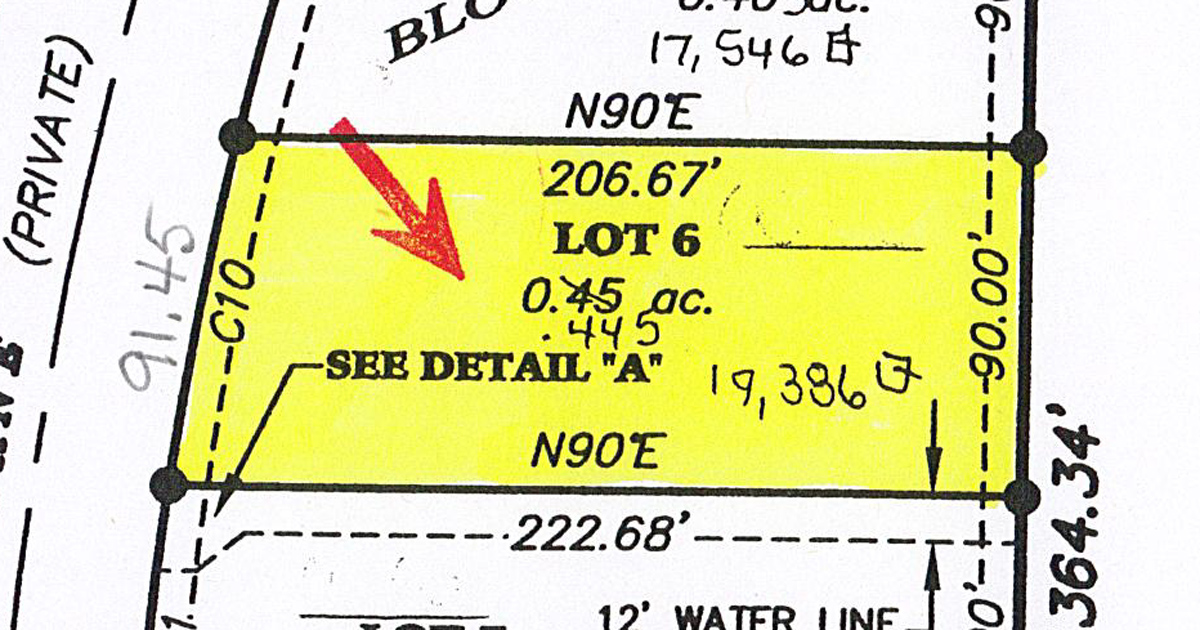 BLO
17,546
N90°E
206.67'
LOT 6
0.45 ac.
.445
SEE DETAIL "A"
19,386
N90°E
222.68'
12' WATER LINE
C10
91.45
(PRIVATE)
90.00'
364.34'